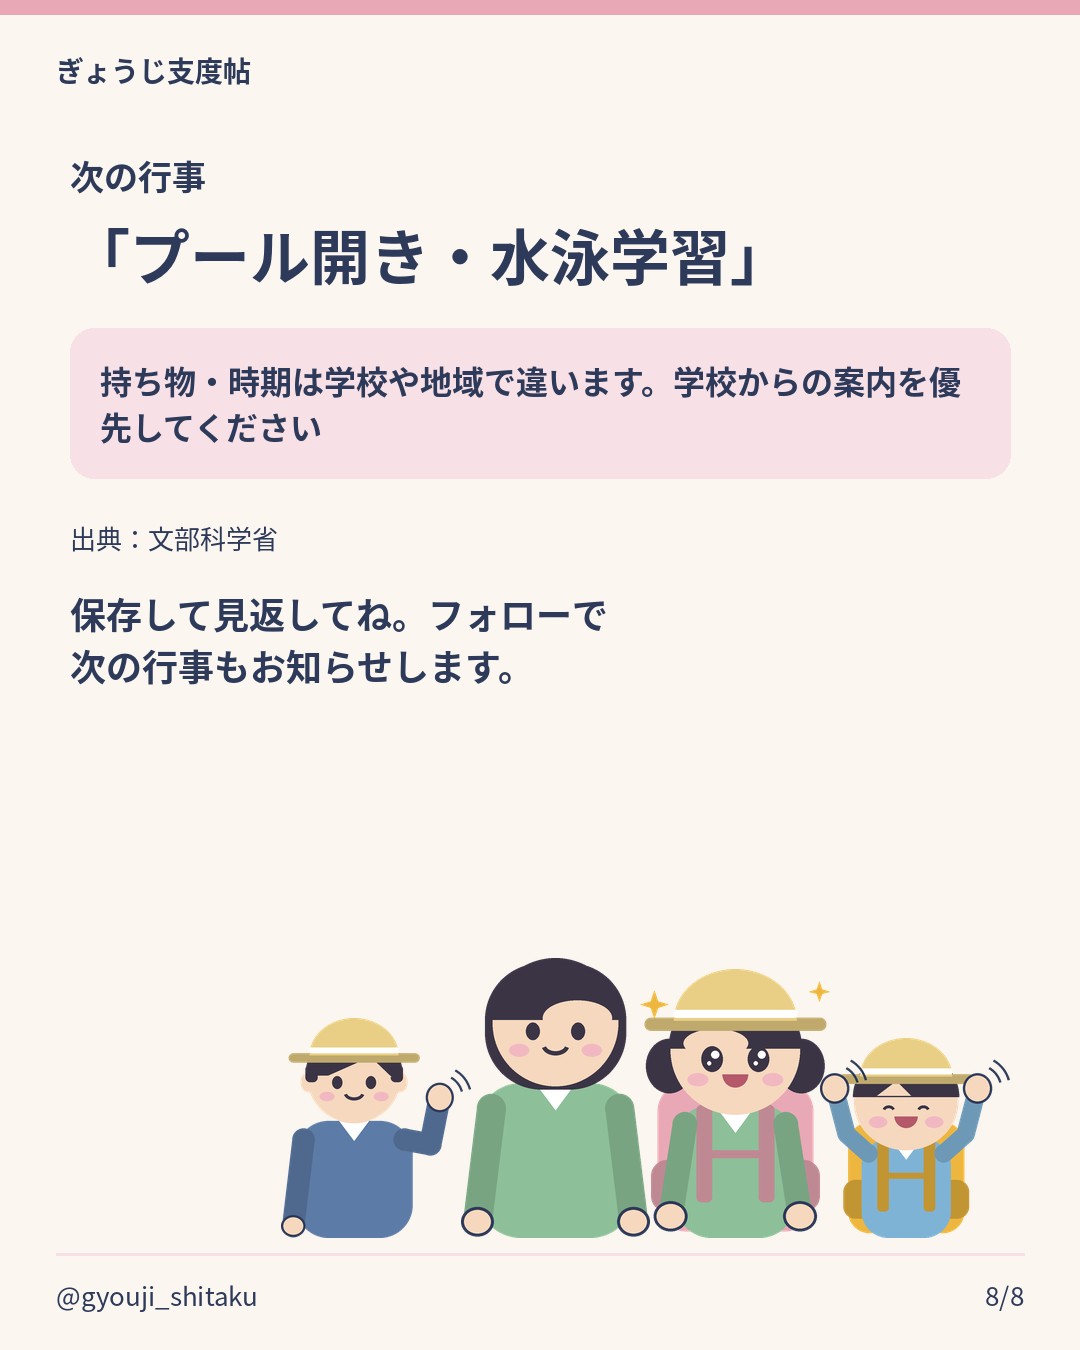 ぎょうじ支度帖
次の行事
「プール開き・水泳学習」
持ち物・時期は学校や地域で違います。学校からの案内を優
先してください
出典：文部科学省
保存して見返してね。フォローで
次の行事もお知らせします。
@gyouji_shitaku
8/8